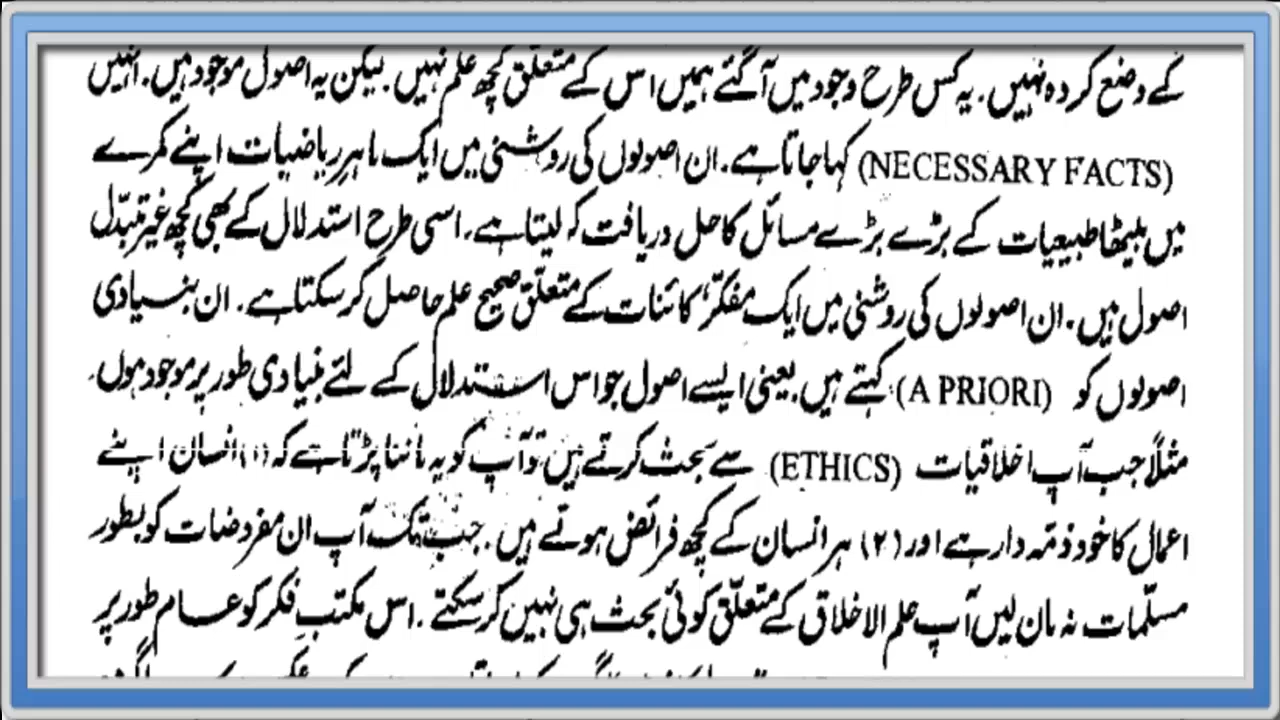 کے وضع کردہ نہیں۔ یہ کس طرح وجود میں آ گئے ہمیں اس کے متعلّق کچھ علم نہیں۔ لیکن یہ اصول موجود ہیں۔ انہیں
(NECESSARY FACTS) کہا جاتا ہے۔ ان اصولوں کی روشنی میں ایک ماہرِ ریاضیات اپنے کمرے
میں بیٹھا طبیعیات کے بڑے بڑے مسائل کا حل دریافت کر لیتا ہے۔ اسی طرح استدلال کے بھی کچھ غیر متبدّل
اصول ہیں۔ ان اصولوں کی روشنی میں ایک مفکّر، کائنات کے متعلّق صحیح علم حاصل کر سکتا ہے۔ ان بنیادی
اصولوں کو (A PRIORI) کہتے ہیں۔ یعنی ایسے اصول جو اس استدلال کے لئے بنیادی طور پر موجود ہوں۔
مثلاً جب آپ اخلاقیات (ETHICS) سے بحث کرتے ہیں تو آپ کو یہ ماننا پڑتا ہے کہ (۱) انسان اپنے
اعمال کا خود ذمّہ دار ہے اور (۲) ہر انسان کے کچھ فرائض ہوتے ہیں۔ جب تک آپ ان مفروضات کو بطور
مسلّمات نہ مان لیں آپ علم الاخلاق کے متعلّق کوئی بحث ہی نہیں کر سکتے۔ اس مکتبِ فکر کو عام طور پر